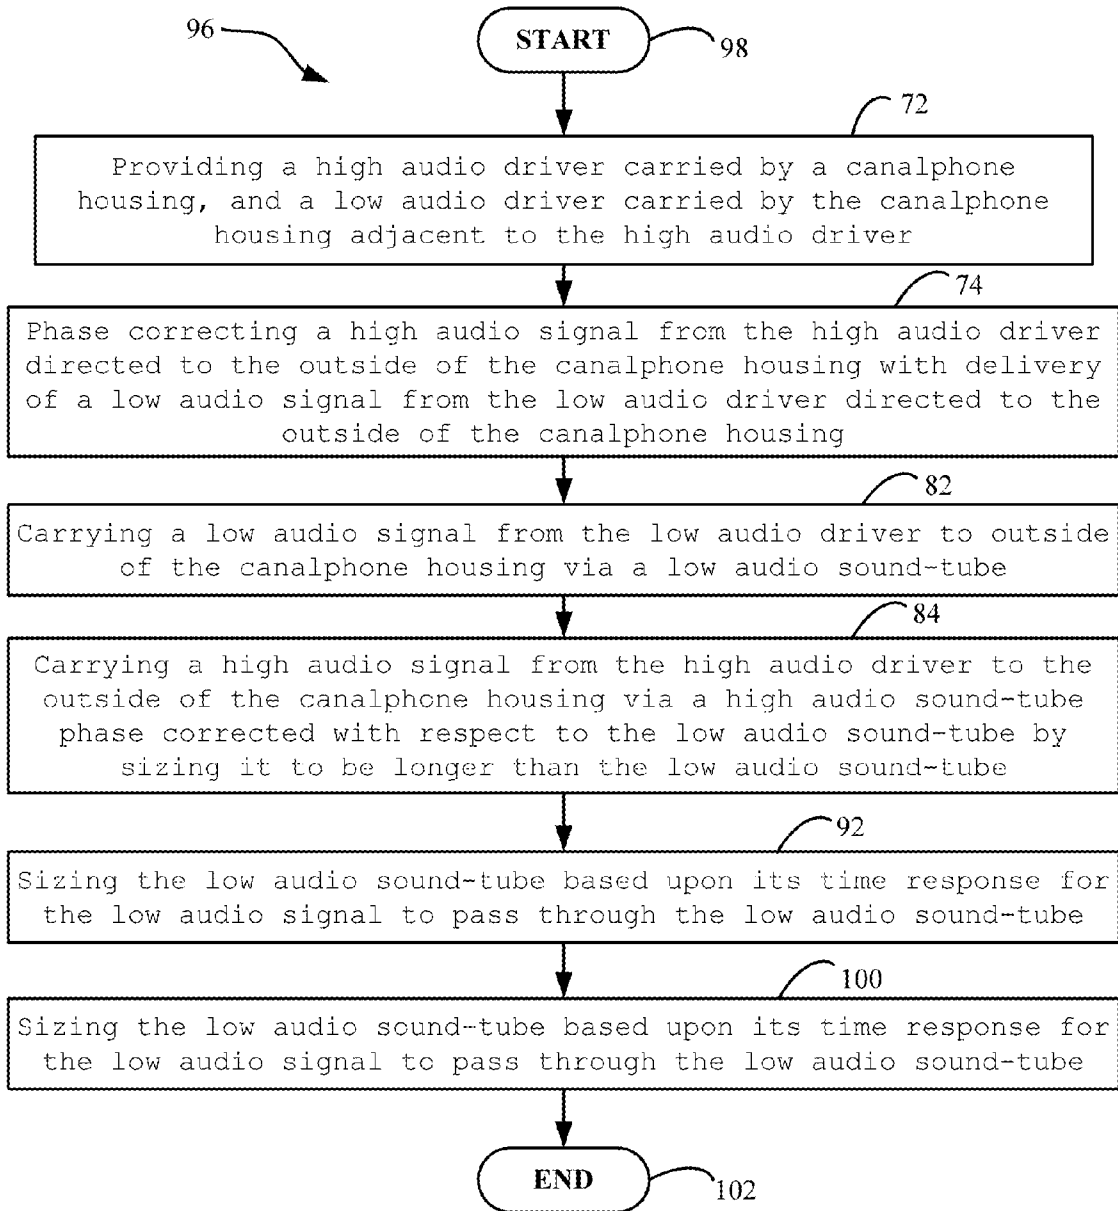 96
START
98
72
Providing a high audio driver carried by a canalphone
housing, and a low audio driver carried by the canalphone
housing adjacent to the high audio driver
74
Phase correcting a high audio signal from the high audio driver
directed to the outside of the canalphone housing with delivery
of a low audio signal from the low audio driver directed to the
outside of the canalphone housing
82
Carrying a low audio signal from the low audio driver to outside
of the canalphone housing via a low audio sound-tube
84
Carrying a high audio signal from the high audio driver to the
outside of the canalphone housing via a high audio sound-tube
phase corrected with respect to the low audio sound-tube by
sizing it to be longer than the low audio sound-tube
92
Sizing the low audio sound-tube based upon its time response for
the low audio signal to pass through the low audio sound-tube
100
Sizing the low audio sound-tube based upon its time response for
the low audio signal to pass through the low audio sound-tube
END
102